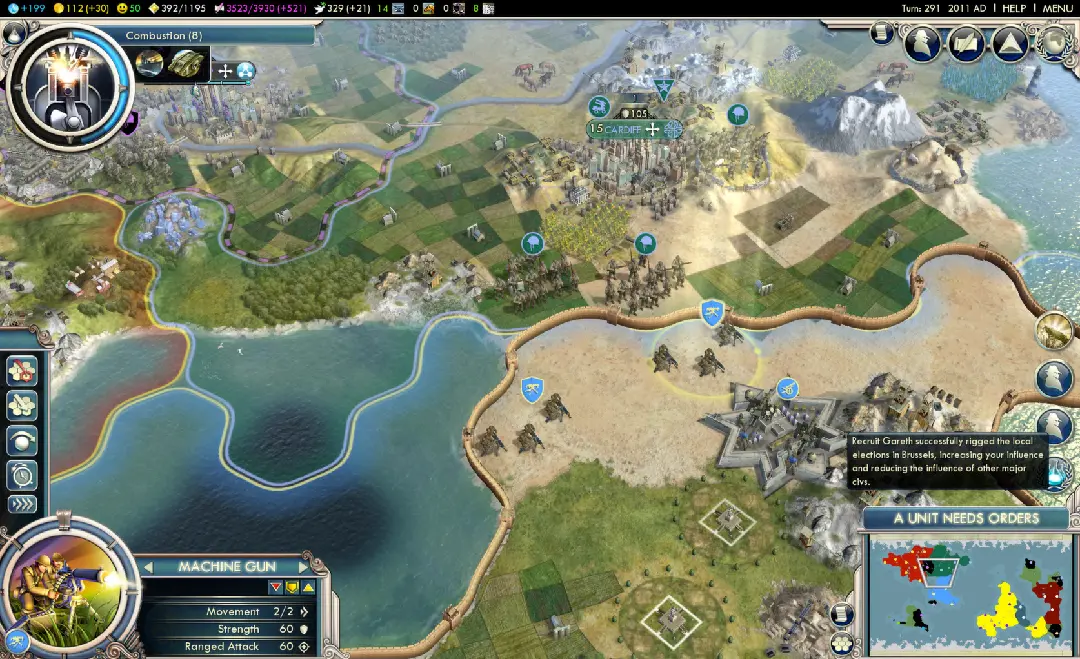 +199 112 (+30) 50 392/1195 3523/3930 (+521) 329 (+21) 14 0 0 8
Turn: 291 2011 AD | HELP | MENU
Combustion (8)
105
15 CARDIFF
Recruit Gareth successfully rigged the local
elections in Brussels, increasing your influence
and reducing the influence of other major
civs.
A UNIT NEEDS ORDERS
MACHINE GUN
Movement 2/2
Strength 60
Ranged Attack 60